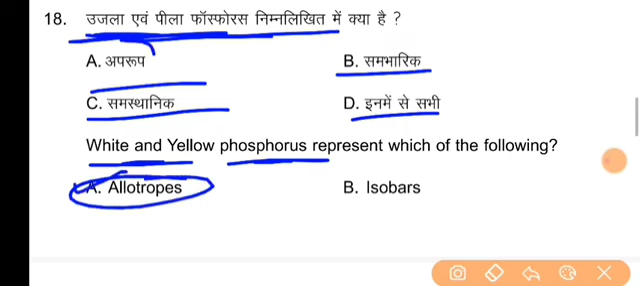 18. उजला एवं पीला फॉस्फोरस निम्नलिखित में क्या है ?
A. अपरूप B. समभारिक
C. समस्थानिक D. इनमें से सभी
White and Yellow phosphorus represent which of the following?
A. Allotropes B. Isobars